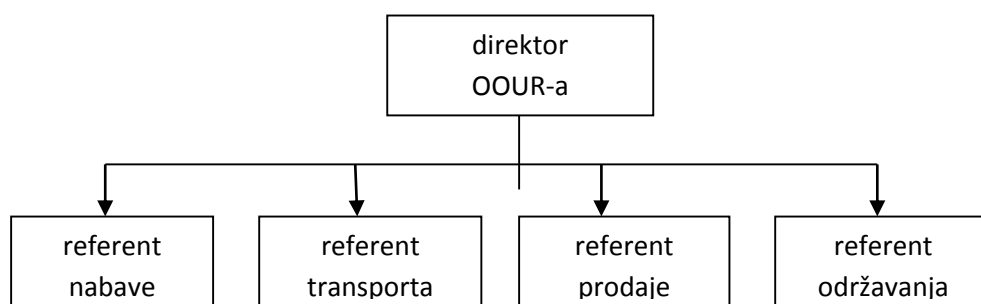 direktor
OOUR-a
referent
nabave
referent
transporta
referent
prodaje
referent
održavanja